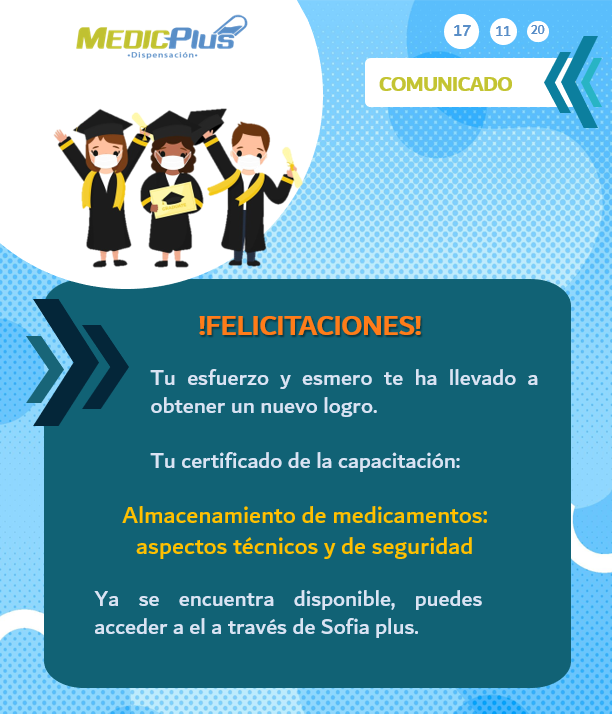 MEDICPLUS
•Dispensación•
17 11 20
COMUNICADO
!FELICITACIONES!
Tu esfuerzo y esmero te ha llevado a
obtener un nuevo logro.
Tu certificado de la capacitación:
Almacenamiento de medicamentos:
aspectos técnicos y de seguridad
Ya se encuentra disponible, puedes
acceder a el a través de Sofia plus.